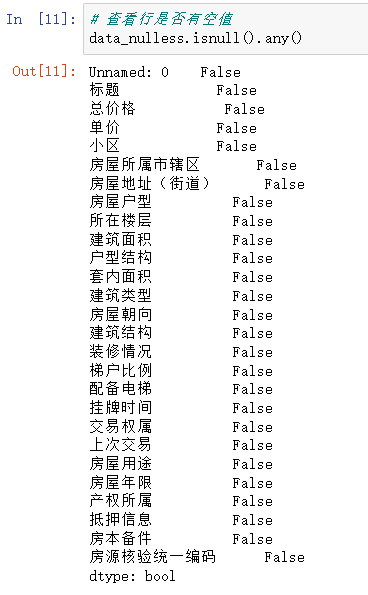 In [11]: # 查看行是否有空值
data_nulless.isnull().any()
Out[11]: Unnamed: 0 False
标题 False
总价格 False
单价 False
小区 False
房屋所属市辖区 False
房屋地址（街道） False
房屋户型 False
所在楼层 False
建筑面积 False
户型结构 False
套内面积 False
建筑类型 False
房屋朝向 False
建筑结构 False
装修情况 False
梯户比例 False
配备电梯 False
挂牌时间 False
交易权属 False
上次交易 False
房屋用途 False
房屋年限 False
产权所属 False
抵押信息 False
房本备件 False
房源核验统一编码 False
dtype: bool